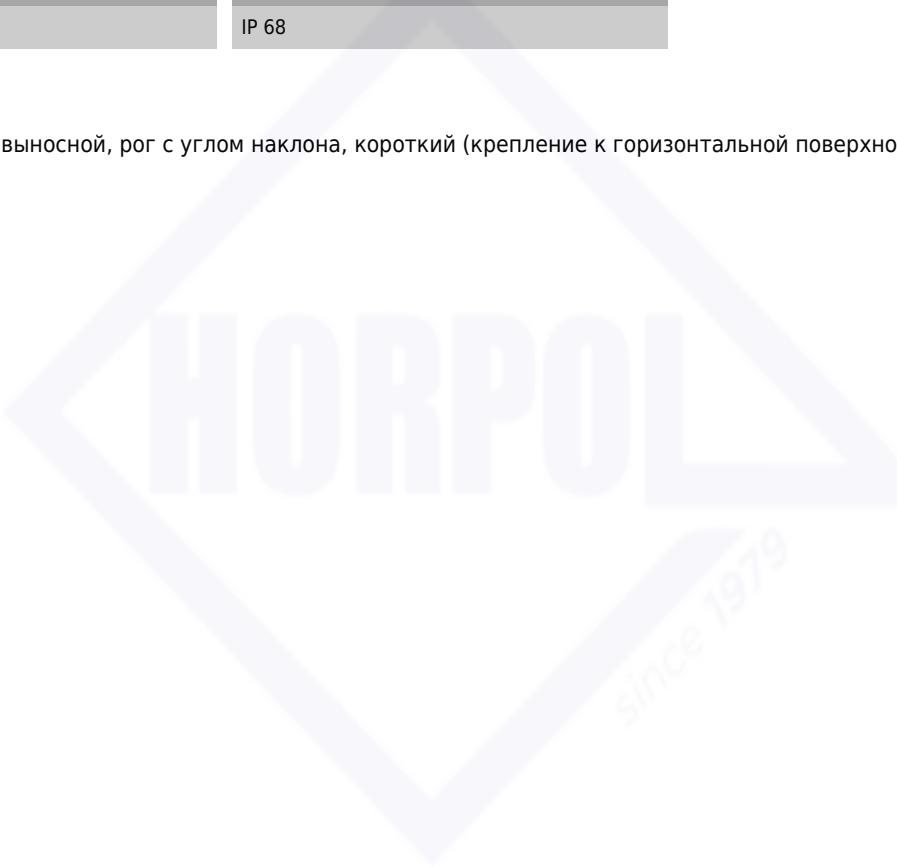 IP 68
выносной, рог с углом наклона, короткий (крепление к горизонтальной поверхно
HORPOL
since 1979